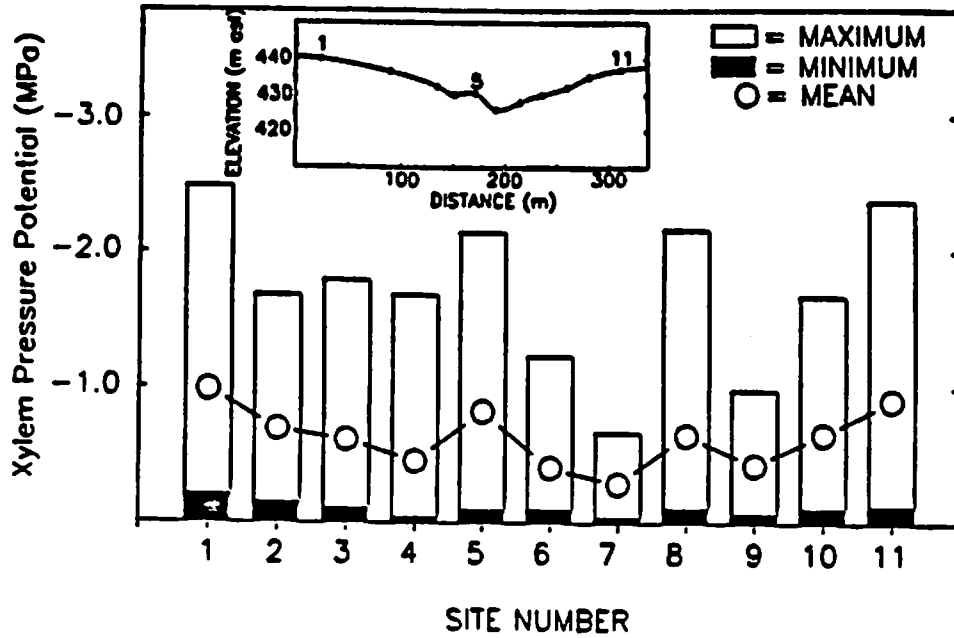 Xylem Pressure Potential (MPa)
-3.0
-2.0
-1.0
ELEVATION (m asl)
440
430
420
1
5
11
100
200
300
DISTANCE (m)
= MAXIMUM
= MINIMUM
= MEAN
1 2 3 4 5 6 7 8 9 10 11
SITE NUMBER